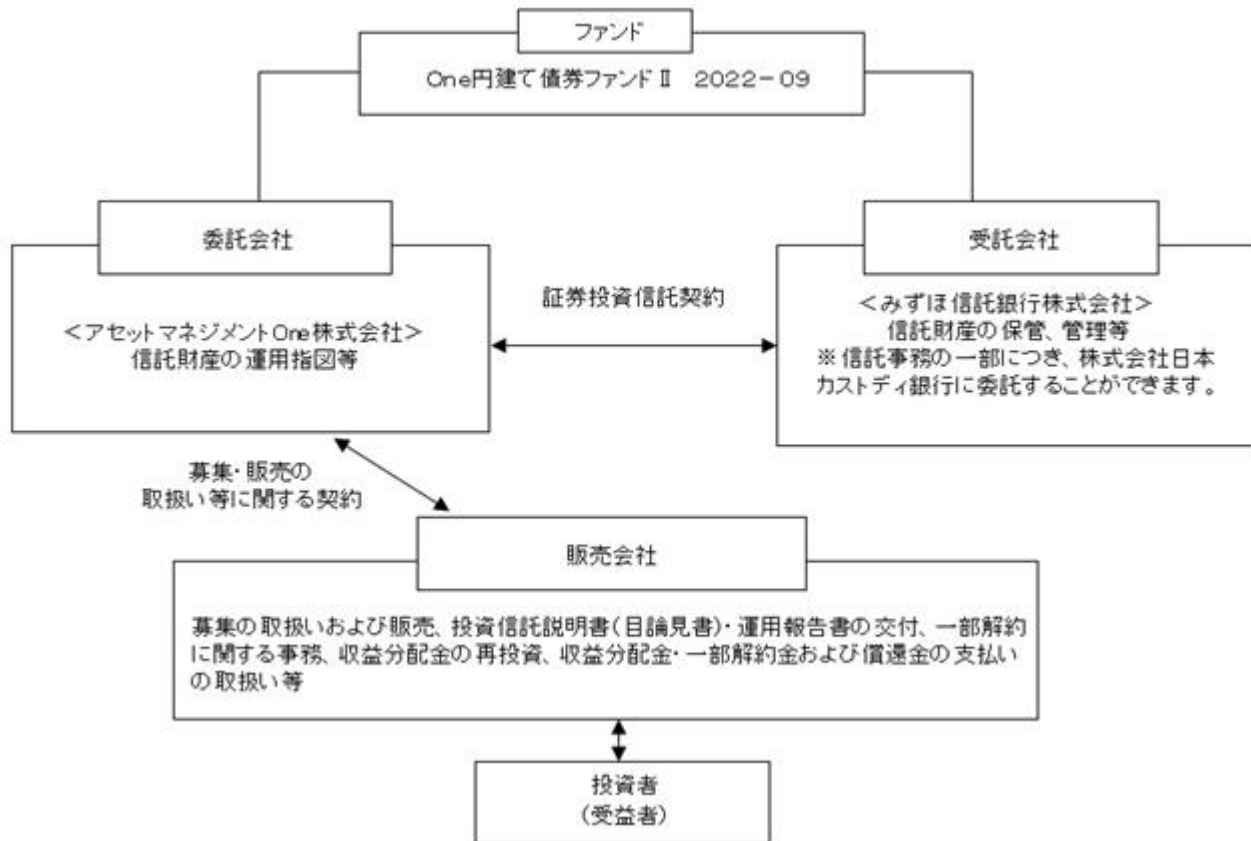 ファンド
One円建て債券ファンドⅡ　2022－09
委託会社
<アセットマネジメントOne株式会社>
信託財産の運用指図等
証券投資信託契約
受託会社
<みずほ信託銀行株式会社>
信託財産の保管、管理等
※信託事務の一部につき、株式会社日本
カストディ銀行に委託することができます。
募集・販売の
取扱い等に関する契約
販売会社
募集の取扱いおよび販売、投資信託説明書(目論見書)・運用報告書の交付、一部解約
に関する事務、収益分配金の再投資、収益分配金・一部解約金および償還金の支払い
の取扱い等
投資者
(受益者)